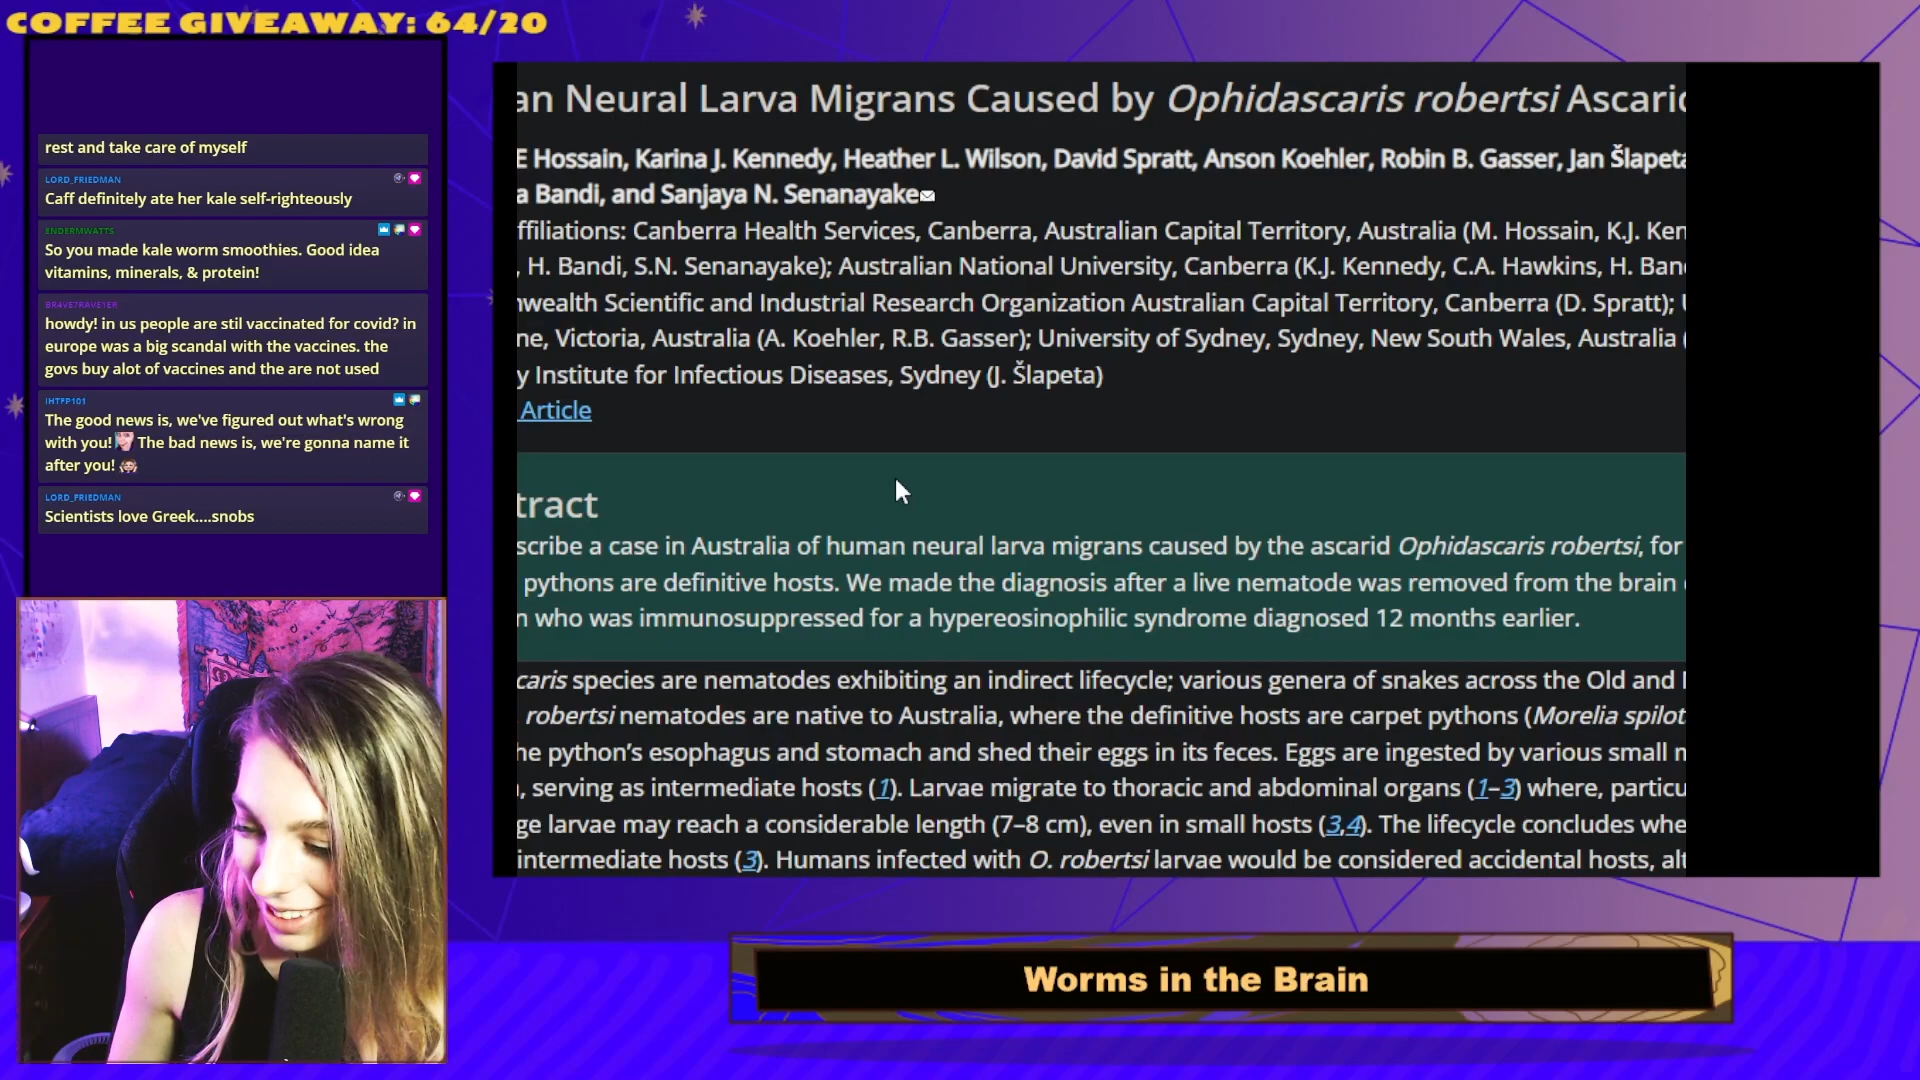 COFFEE GIVEAWAY: 64/20
rest and take care of myself
LORD_FRIEDMAN
Caff definitely ate her kale self-righteously
ENDERMWATTS
So you made kale worm smoothies. Good idea
vitamins, minerals, & protein!
BR4VE7RAVE1ER
howdy! in us people are stil vaccinated for covid? in
europe was a big scandal with the vaccines. the
govs buy alot of vaccines and the are not used
IHTFP101
The good news is, we've figured out what's wrong
with you! The bad news is, we're gonna name it
after you!
LORD_FRIEDMAN
Scientists love Greek....snobs
an Neural Larva Migrans Caused by Ophidascaris robertsi Ascaric
E Hossain, Karina J. Kennedy, Heather L. Wilson, David Spratt, Anson Koehler, Robin B. Gasser, Jan Šlapeta
a Bandi, and Sanjaya N. Senanayake
ffiliations: Canberra Health Services, Canberra, Australian Capital Territory, Australia (M. Hossain, K.J. Ken
, H. Bandi, S.N. Senanayake); Australian National University, Canberra (K.J. Kennedy, C.A. Hawkins, H. Ban
nwealth Scientific and Industrial Research Organization Australian Capital Territory, Canberra (D. Spratt); U
ne, Victoria, Australia (A. Koehler, R.B. Gasser); University of Sydney, Sydney, New South Wales, Australia (
y Institute for Infectious Diseases, Sydney (J. Šlapeta)
Article
tract
scribe a case in Australia of human neural larva migrans caused by the ascarid Ophidascaris robertsi, for
pythons are definitive hosts. We made the diagnosis after a live nematode was removed from the brain
n who was immunosuppressed for a hypereosinophilic syndrome diagnosed 12 months earlier.
caris species are nematodes exhibiting an indirect lifecycle; various genera of snakes across the Old and
robertsi nematodes are native to Australia, where the definitive hosts are carpet pythons (Morelia spilot
he python's esophagus and stomach and shed their eggs in its feces. Eggs are ingested by various small
, serving as intermediate hosts (1). Larvae migrate to thoracic and abdominal organs (1–3) where, particu
ge larvae may reach a considerable length (7–8 cm), even in small hosts (3,4). The lifecycle concludes whe
intermediate hosts (3). Humans infected with O. robertsi larvae would be considered accidental hosts, alt
Worms in the Brain